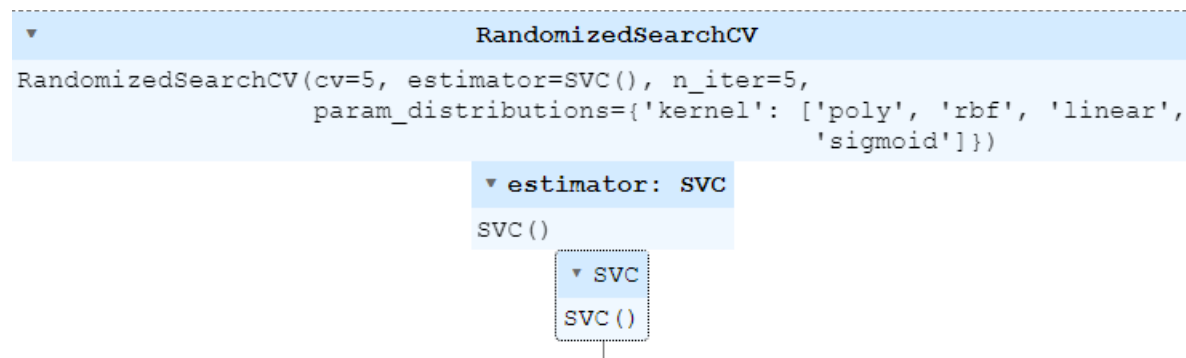 RandomizedSearchCV
RandomizedSearchCV(cv=5, estimator=SVC(), n_iter=5,
param_distributions={'kernel': ['poly', 'rbf', 'linear',
'sigmoid']})
estimator: SVC
SVC()
SVC
SVC()